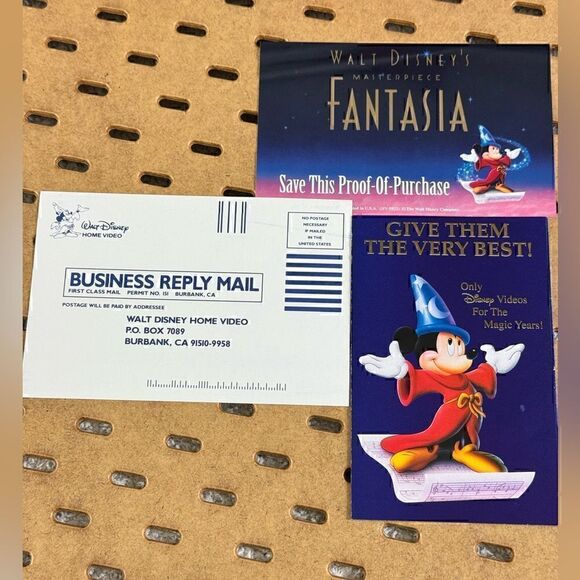 WALT DISNEY'S
MASTERPIECE
FANTASIA
Save This Proof-Of-Purchase
Walt Disney
HOME VIDEO
NO POSTAGE
NECESSARY
IF MAILED
IN THE
UNITED STATES
BUSINESS REPLY MAIL
FIRST CLASS MAIL PERMIT NO. 151 BURBANK, CA
POSTAGE WILL BE PAID BY ADDRESSEE
WALT DISNEY HOME VIDEO
P.O. BOX 7089
BURBANK, CA 91510-9958
GIVE THEM
THE VERY BEST!
Only
Disney Videos
For The
Magic Years!